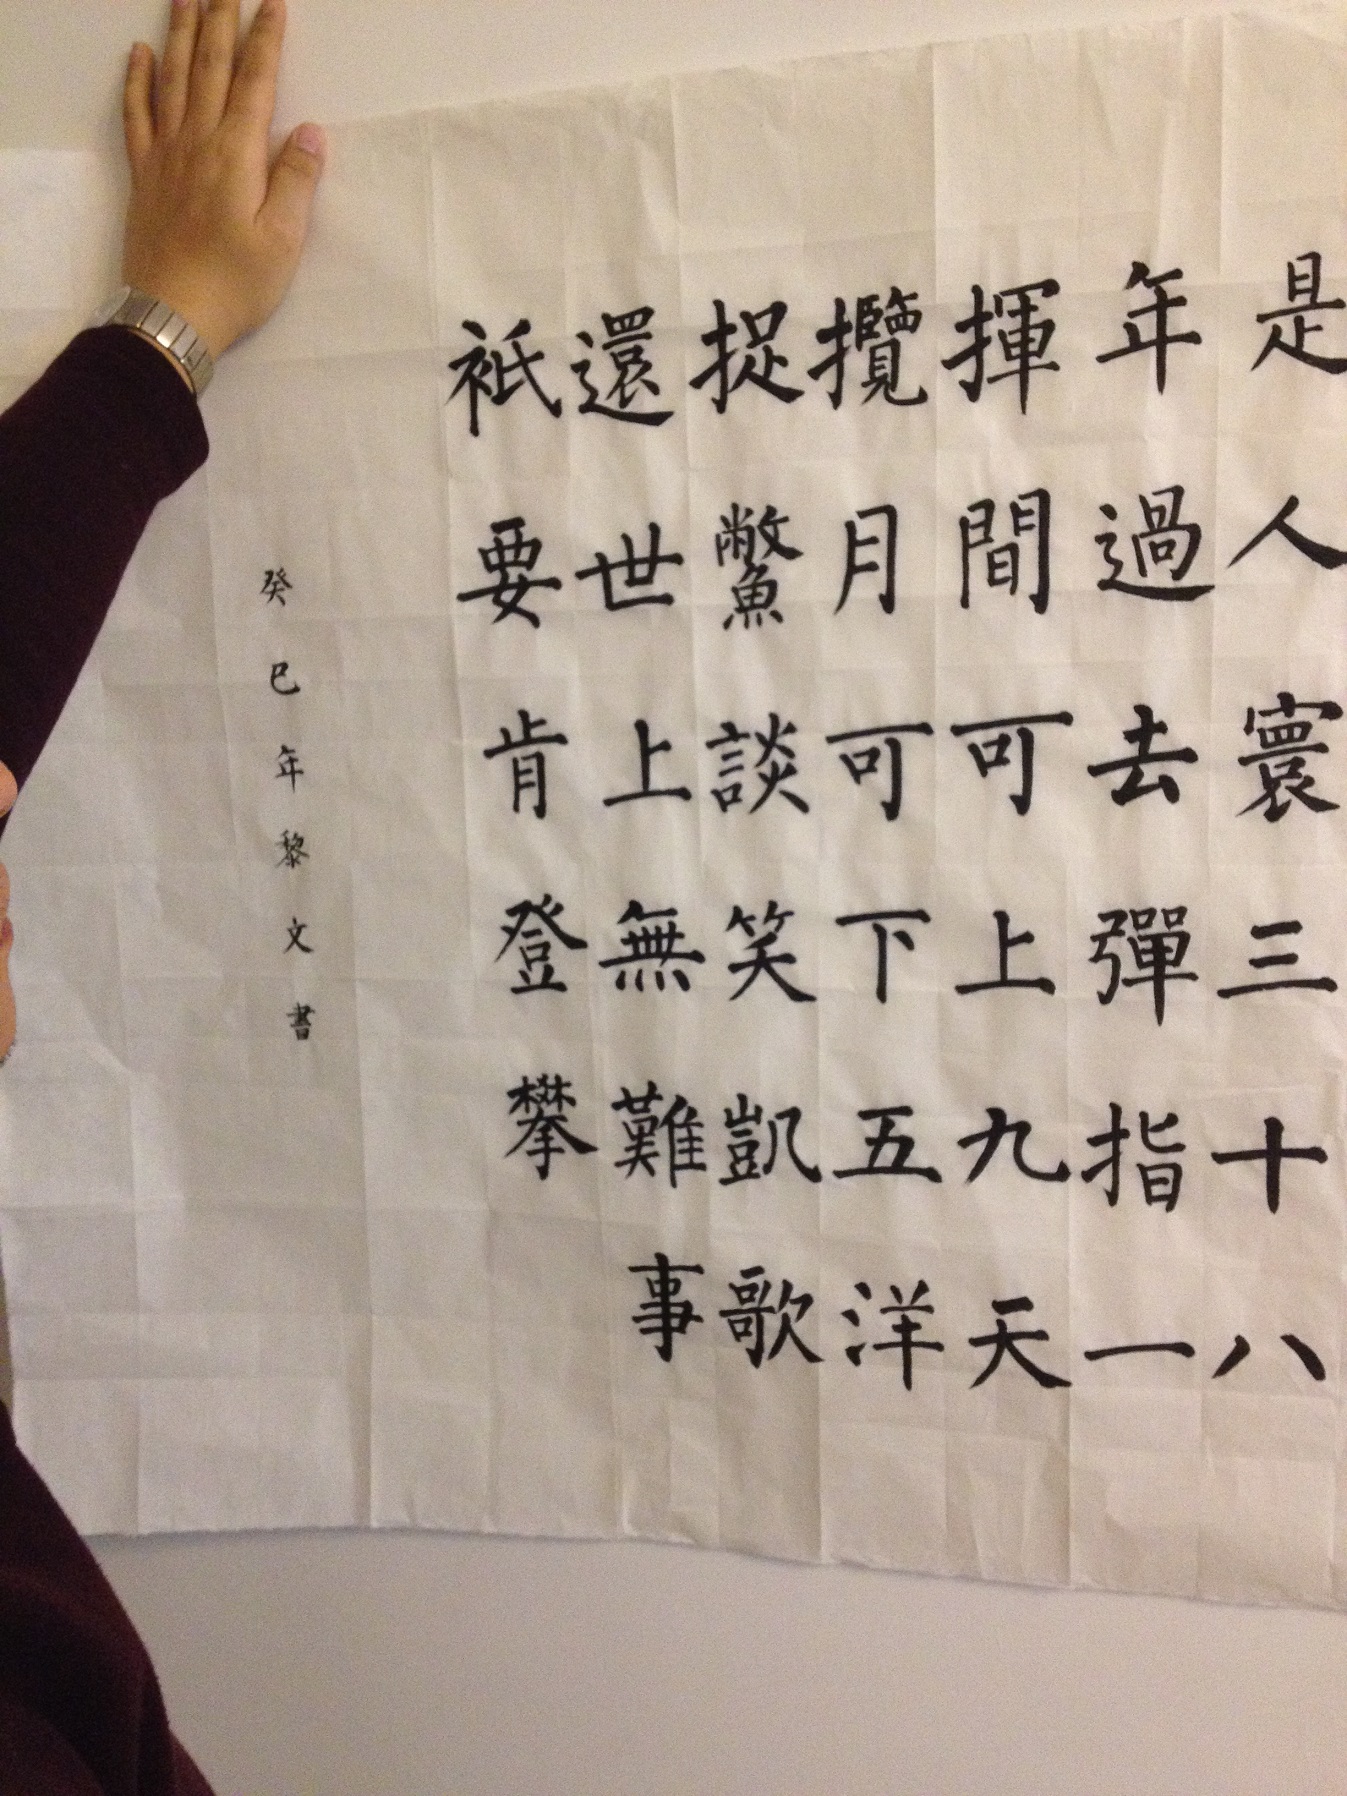 是人寰三十八
年過去彈指一
揮間可上九天
攬月可下五洋
捉鱉談笑凱歌
還世上無難事
祇要肯登攀
癸巳年黎文書